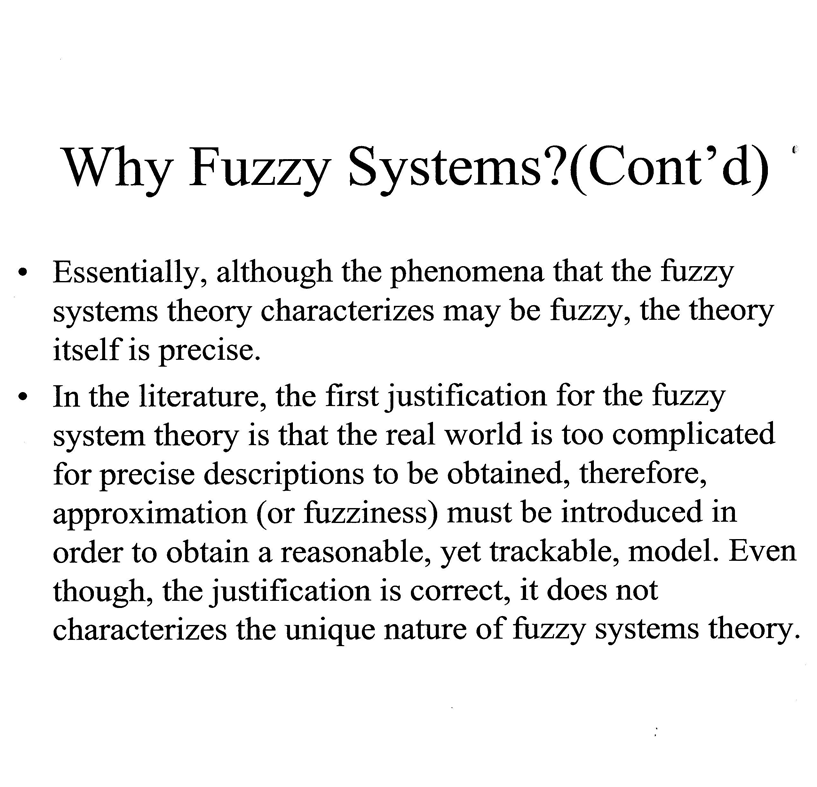 Why Fuzzy Systems?(Cont’d)
• Essentially, although the phenomena that the fuzzy
systems theory characterizes may be fuzzy, the theory
itself is precise.
• In the literature, the first justification for the fuzzy
system theory is that the real world is too complicated
for precise descriptions to be obtained, therefore,
approximation (or fuzziness) must be introduced in
order to obtain a reasonable, yet trackable, model. Even
though, the justification is correct, it does not
characterizes the unique nature of fuzzy systems theory.